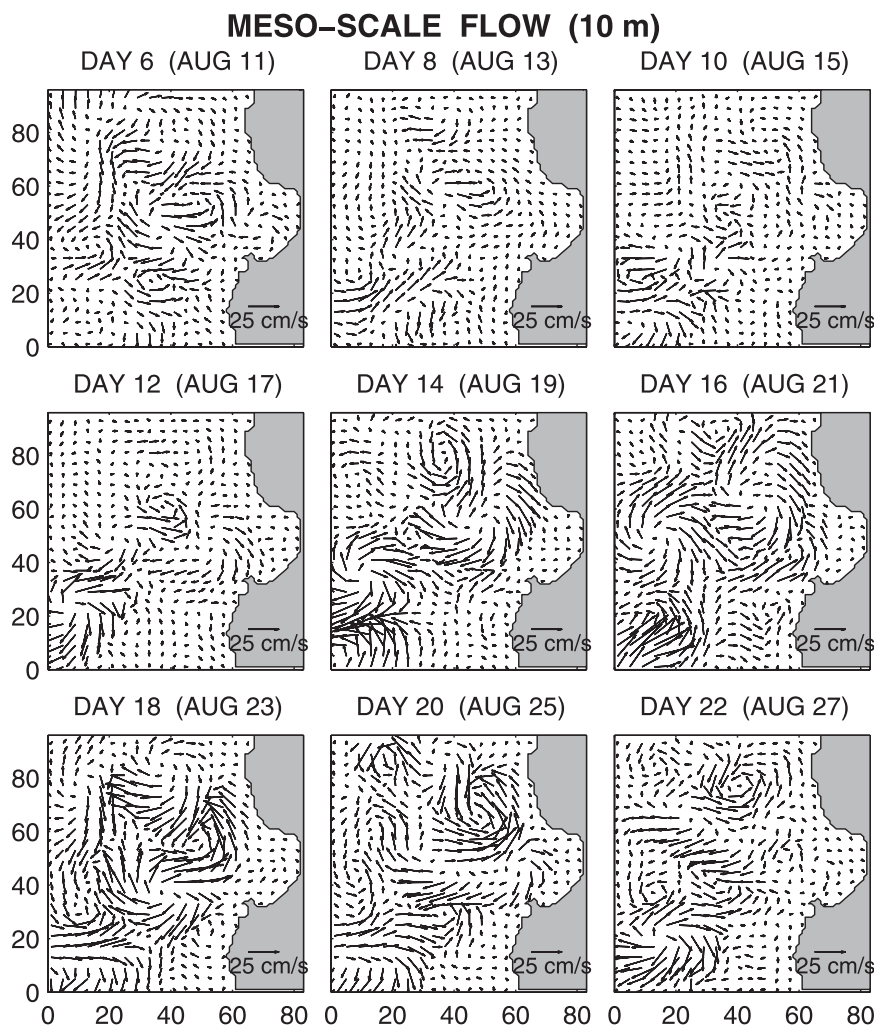 MESO–SCALE FLOW (10 m)
DAY 6 (AUG 11) DAY 8 (AUG 13) DAY 10 (AUG 15)
80
60
40
20
0
25 cm/s 25 cm/s 25 cm/s
DAY 12 (AUG 17) DAY 14 (AUG 19) DAY 16 (AUG 21)
80
60
40
20
0
25 cm/s 25 cm/s 25 cm/s
DAY 18 (AUG 23) DAY 20 (AUG 25) DAY 22 (AUG 27)
80
60
40
20
0
25 cm/s 25 cm/s 25 cm/s
0 20 40 60 80 0 20 40 60 80 0 20 40 60 80